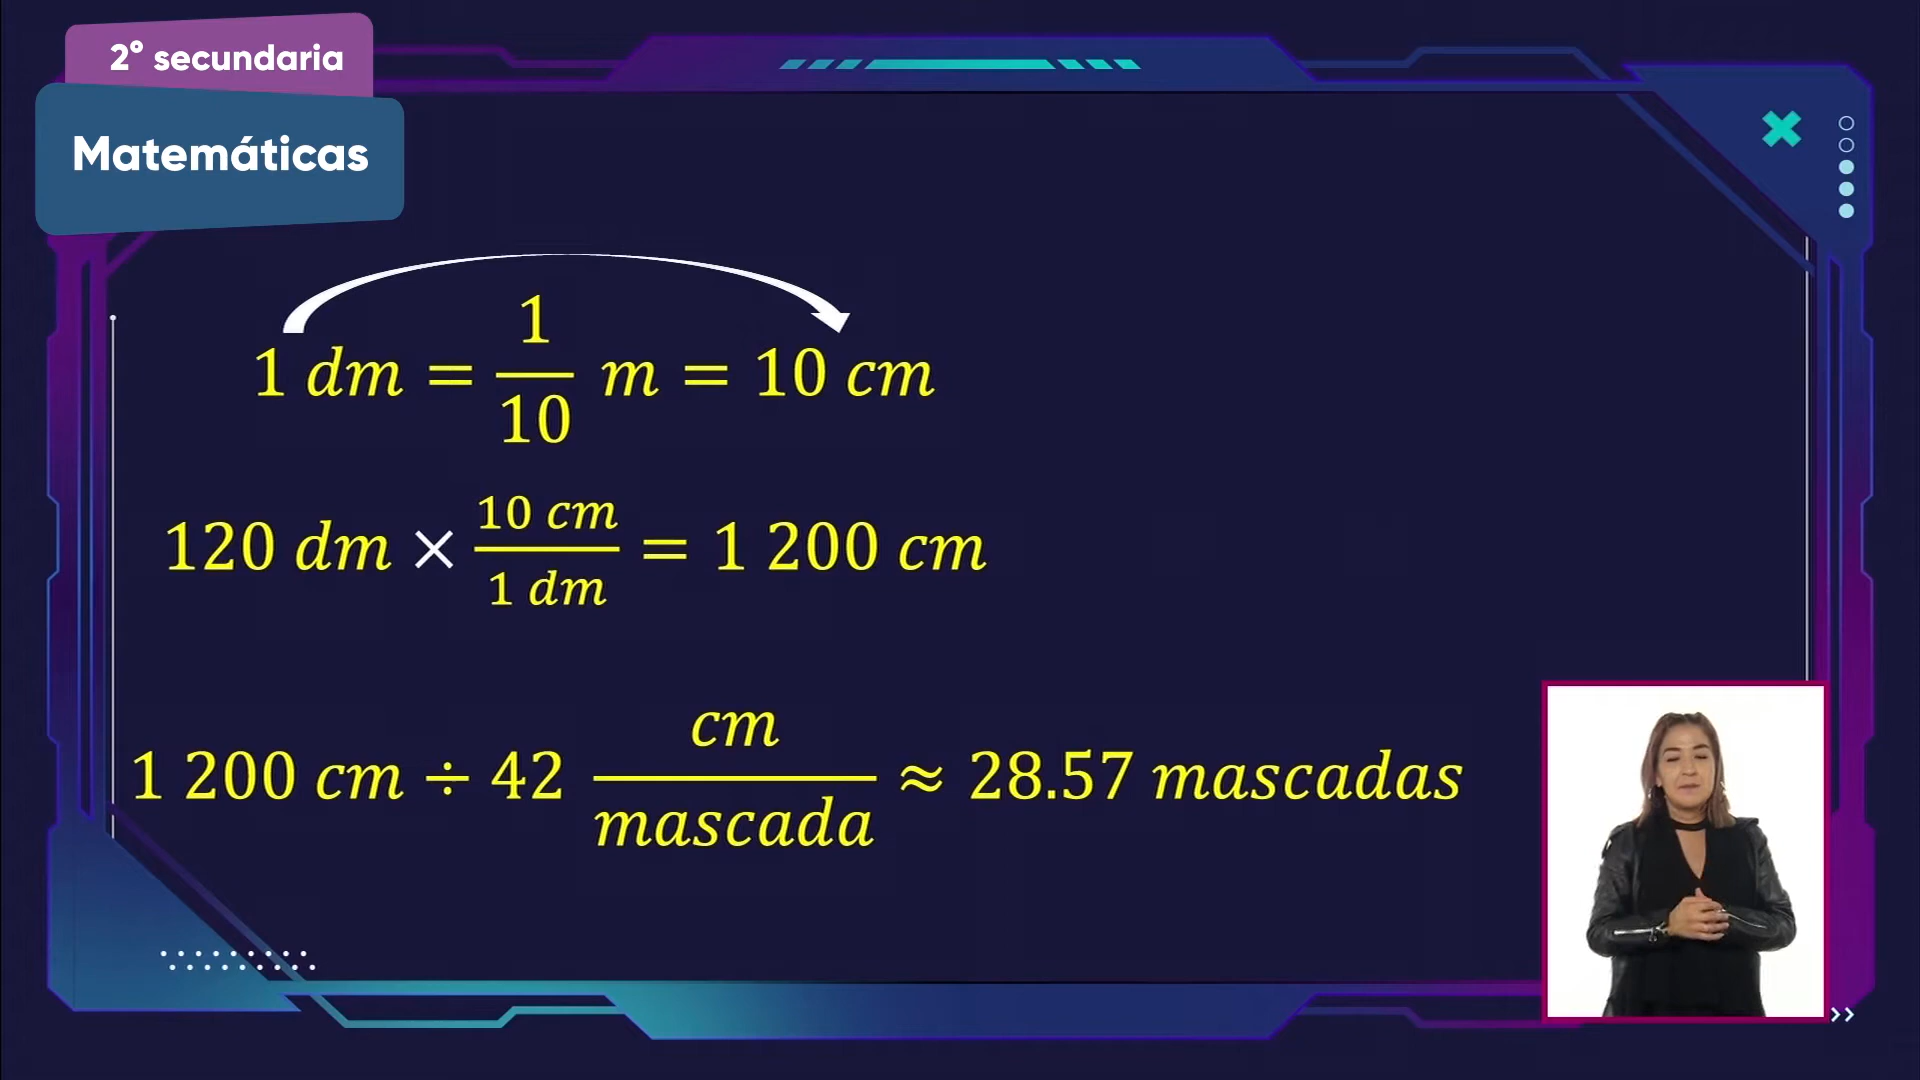 2° secundaria
Matemáticas
1 dm = 1/10 m = 10 cm
120 dm × 10 cm/1 dm = 1 200 cm
1 200 cm ÷ 42 cm/mascada ≈ 28.57 mascadas